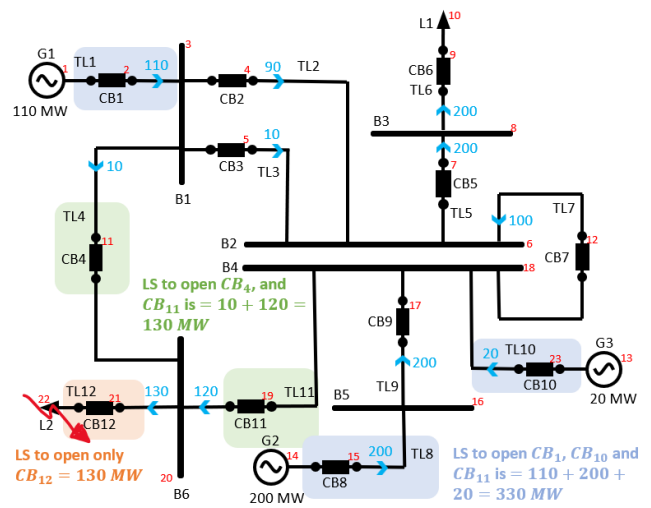 L1 10
G1 TL1 3
1 2 110 4 90 TL2 9
CB6
CB1 CB2 TL6
110 MW 200
B3 8
5 10 200
CB3 TL3 7
10 CB5
B1
TL4 TL5 TL7
100
11 B2 6 12
CB4 CB7
B4 18
LS to open CB4, and
CB11 is = 10 + 120 =
130 MW
17
CB9
200
TL10 G3
20 23 13
CB10
20 MW
TL12 130 120 19 TL11 TL9
22 21 B5 16
L2 CB12 CB11
G2 200 TL8
14 15
CB8
200 MW
LS to open only
CB12 = 130 MW
20
B6
LS to open CB1, CB10 and
CB11 is = 110 + 200 +
20 = 330 MW